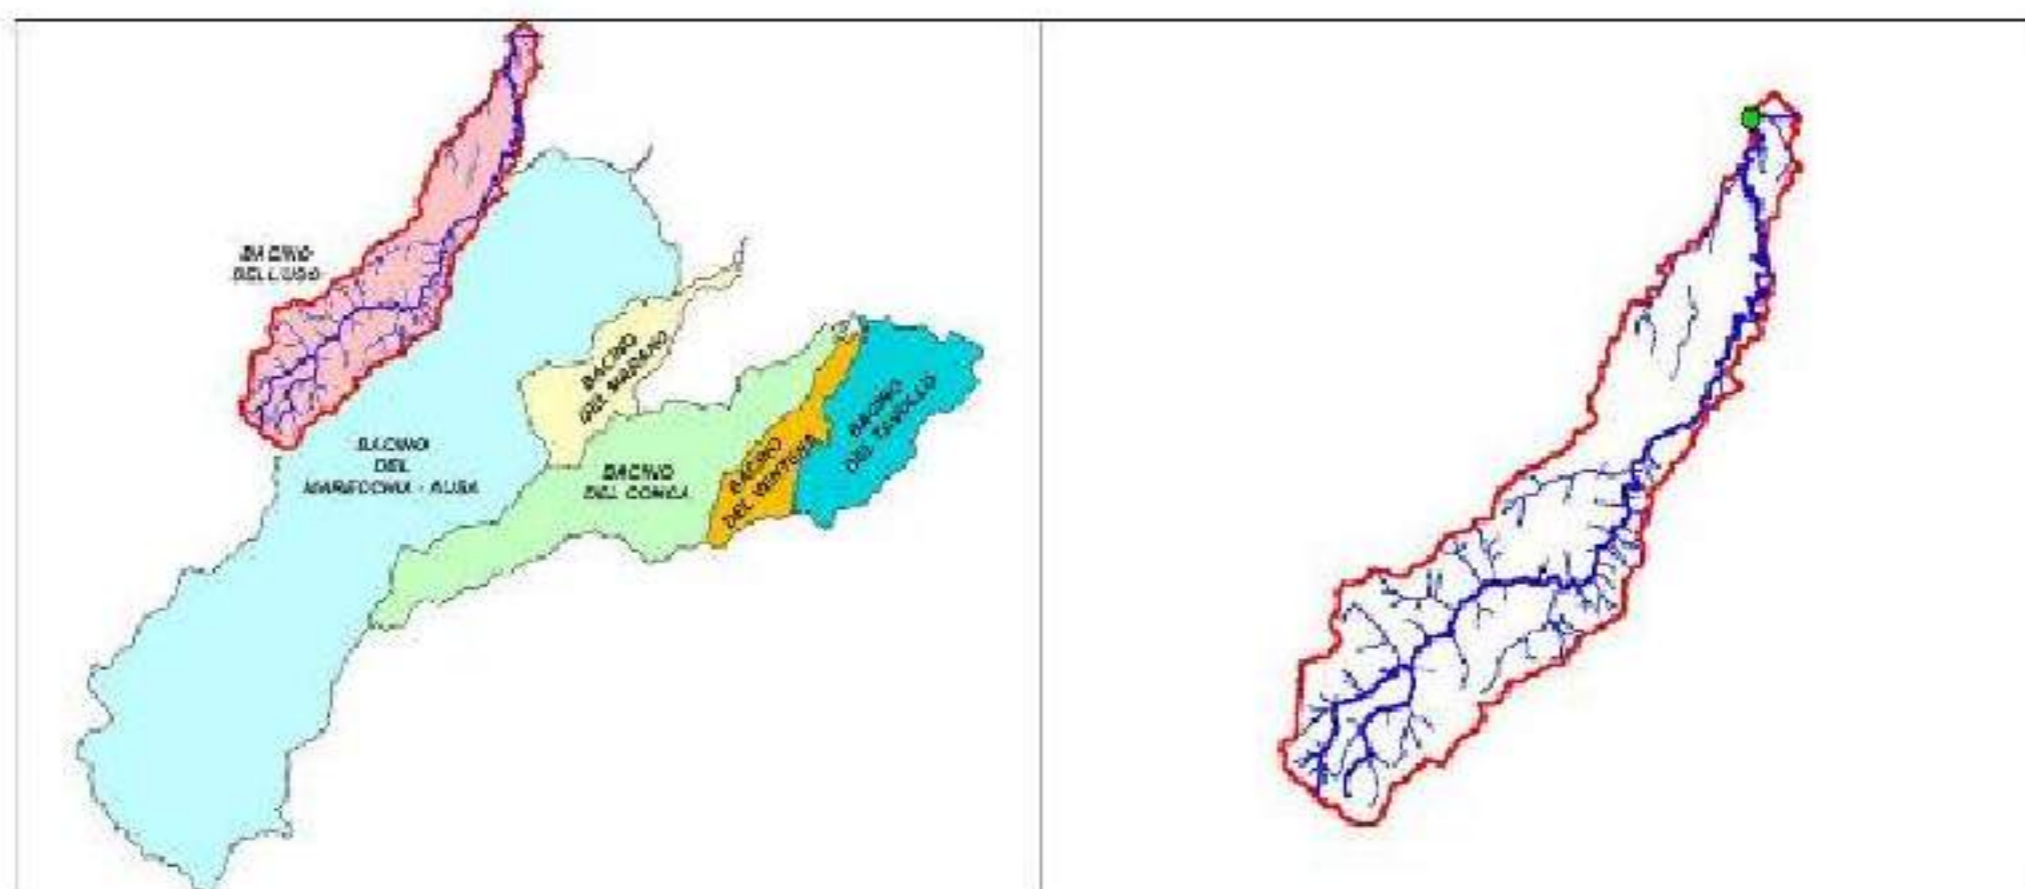 BACINO
DELL'USO
BACINO
DEL MARANO
BACINO
DEL
MARECCHIA - AUSA
BACINO
DEL CONCA
BACINO
DEL VENTENA
BACINO
DEL TAVOLLO